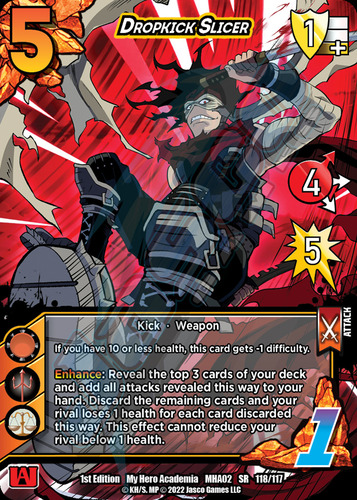 5
DROPKICK SLICER
1
+
4
5
ATTACK
Kick · Weapon
If you have 10 or less health, this card gets -1 difficulty.
Enhance: Reveal the top 3 cards of your deck
and add all attacks revealed this way to your
hand. Discard the remaining cards and your
rival loses 1 health for each card discarded
this way. This effect cannot reduce your
rival below 1 health.
1
1st Edition My Hero Academia MHA02 SR 118/117
© KH/S. MP © 2022 Jasco Games LLC